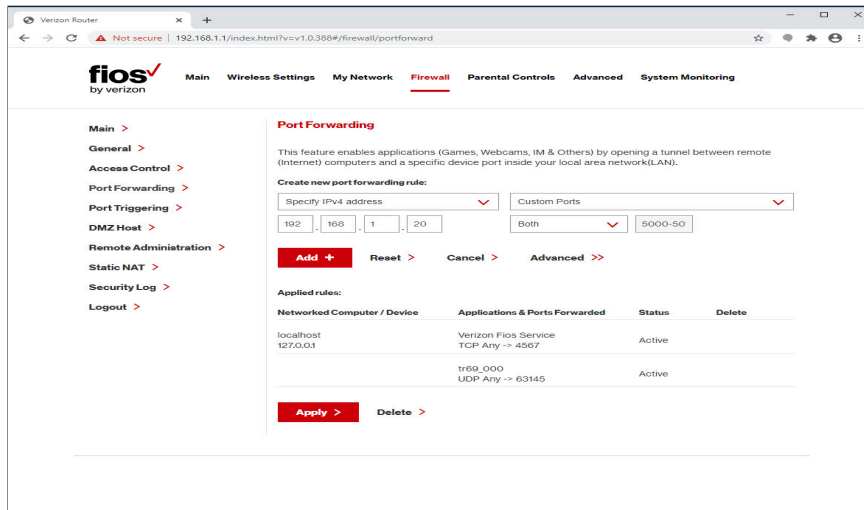 Verizon Router
Not secure | 192.168.1.1/index.html?v=v1.0.388#/firewall/portforward
fios
by verizon
Main Wireless Settings My Network Firewall Parental Controls Advanced System Monitoring
Main >
General >
Access Control >
Port Forwarding >
Port Triggering >
DMZ Host >
Remote Administration >
Static NAT >
Security Log >
Logout >
Port Forwarding
This feature enables applications (Games, Webcams, IM & Others) by opening a tunnel between remote
(Internet) computers and a specific device port inside your local area network(LAN).
Create new port forwarding rule:
Specify IPv4 address Custom Ports
192 . 168 . 1 . 20 Both 5000-50
Add + Reset > Cancel > Advanced >>
Applied rules:
Networked Computer / Device Applications & Ports Forwarded Status Delete
localhost Verizon Fios Service
127.0.0.1 TCP Any -> 4567 Active
tr69_000
UDP Any -> 63145 Active
Apply > Delete >